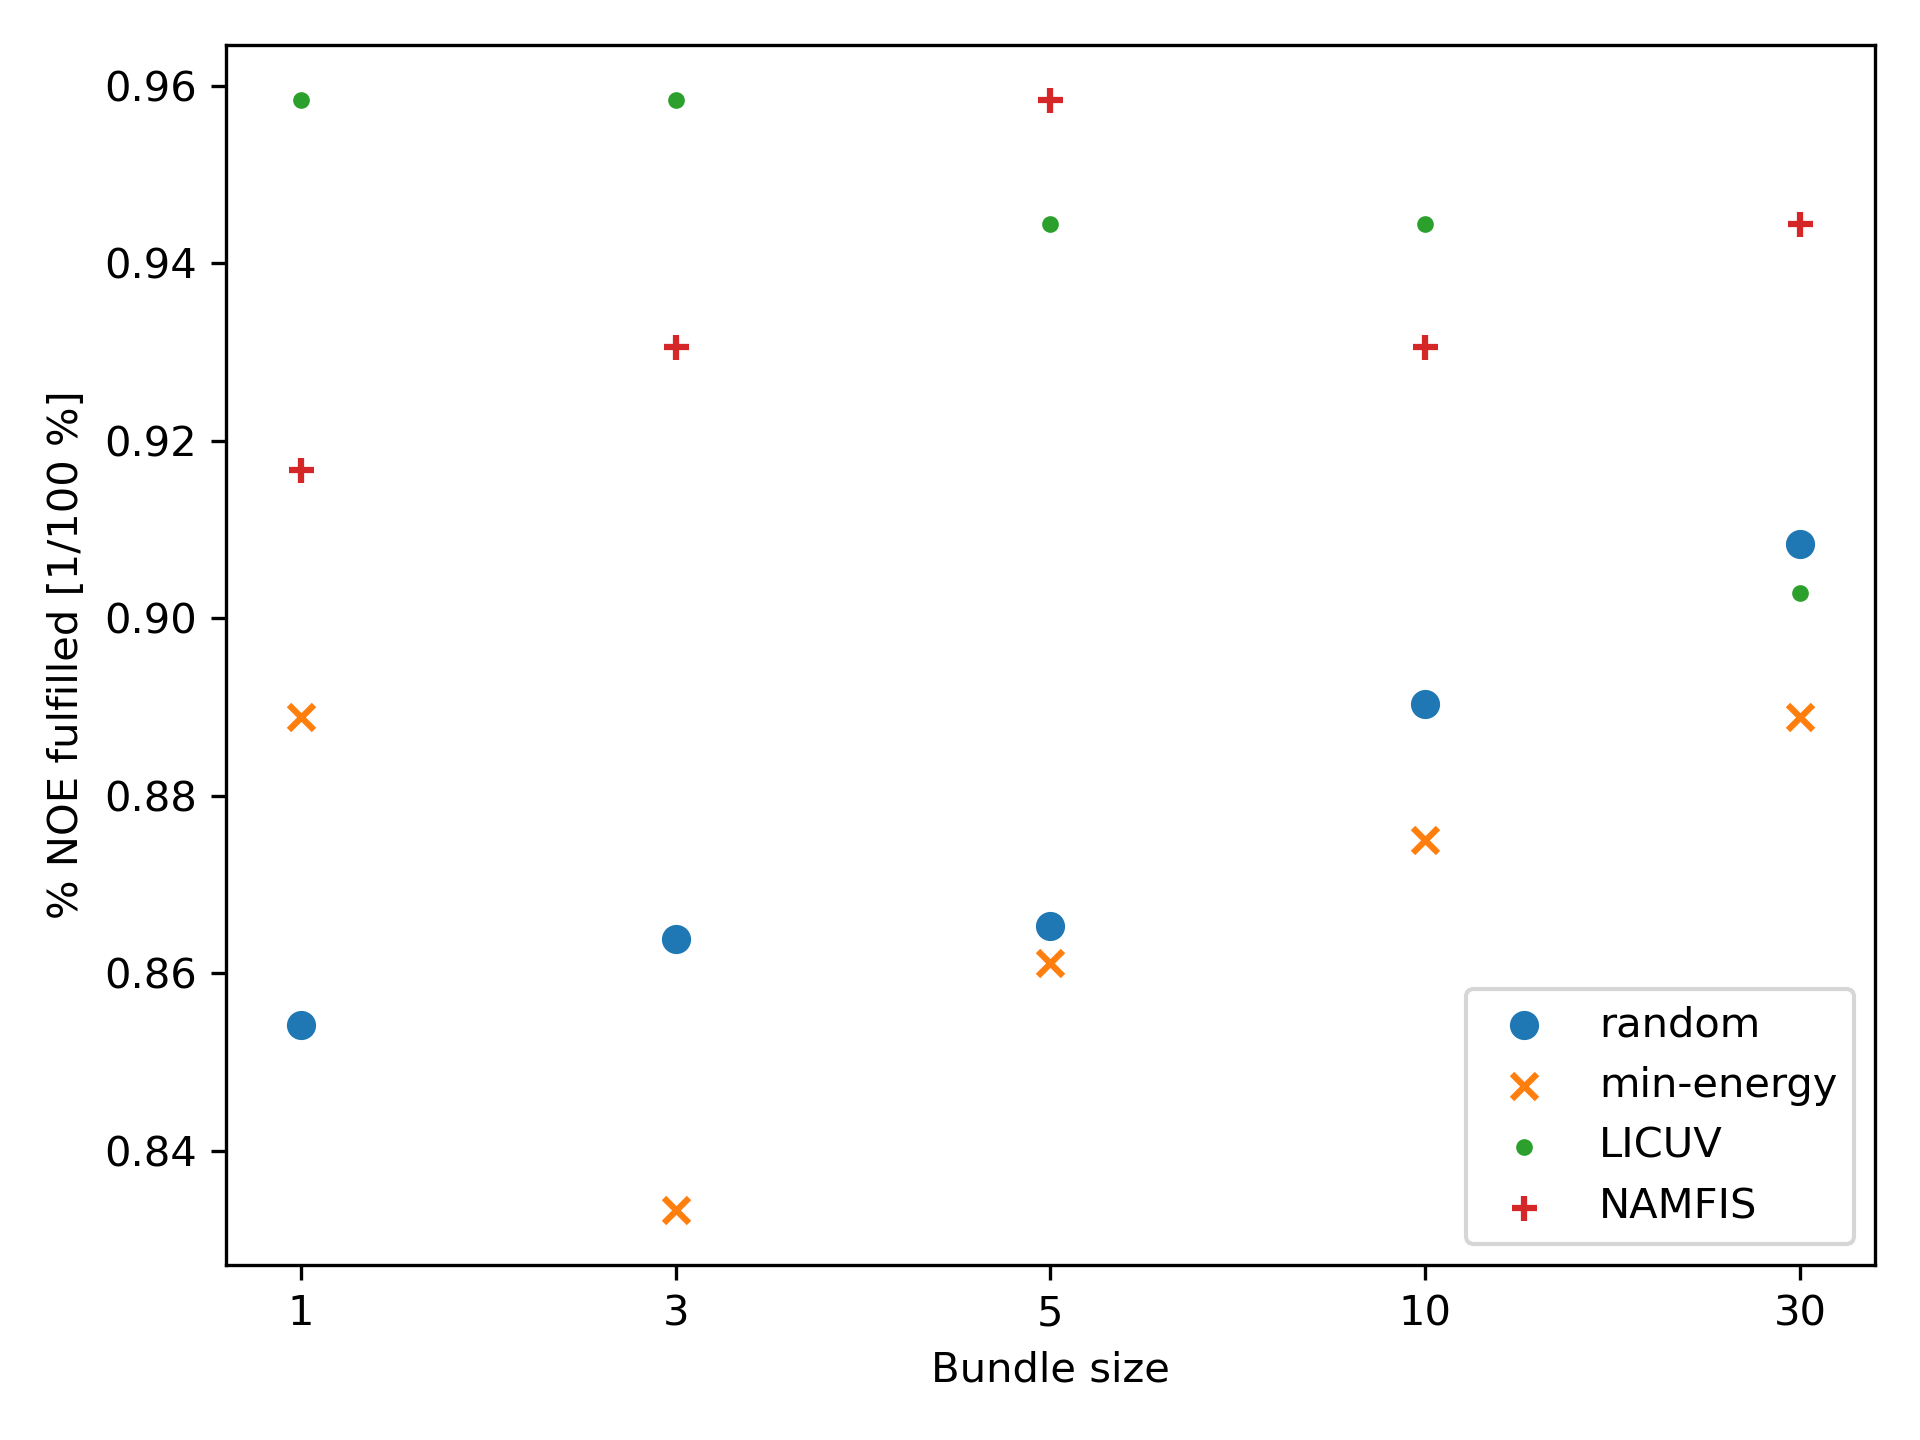 % NOE fulfilled [1/100 %]
0.96
0.94
0.92
0.90
0.88
0.86
0.84
1 3 5 10 30
Bundle size
random
min-energy
LICUV
NAMFIS